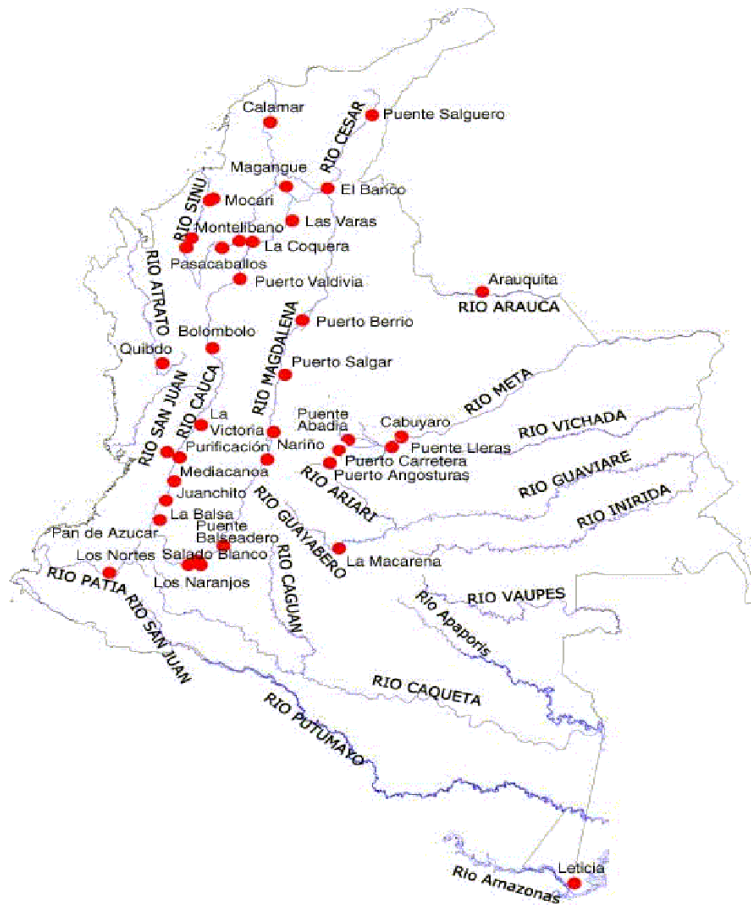 Calamar
Puente Salguero
RIO CESAR
Magangue
El Banco
RIO SINU
Mocari
Las Varas
Montelibano
La Coquera
Pasacaballos
Puerto Valdivia
RIO ATRATO
Arauquita
RIO ARAUCA
Puerto Berrio
Bolombolo
RIO MAGDALENA
Quibdo
Puerto Salgar
RIO CAUCA
RIO SAN JUAN
RIO META
La
Victoria
Puente
Abadia
Cabuyaro
RIO VICHADA
Nariño
Puente Lleras
Purificación
Puerto Carretera
Mediacanoa
Puerto Angosturas
RIO GUAVIARE
RIO ARIARI
Juanchito
RIO INIRIDA
La Balsa
RIO GUAYABERO
Pan de Azucar
Puente
Balseadero
Los Nortes
Salado Blanco
La Macarena
RIO CAGUAN
Los Naranjos
RIO PATIA
RIO VAUPES
Rio Apaporis
RIO SAN JUAN
RIO CAQUETA
RIO PUTUMAYO
Leticia
Rio Amazonas